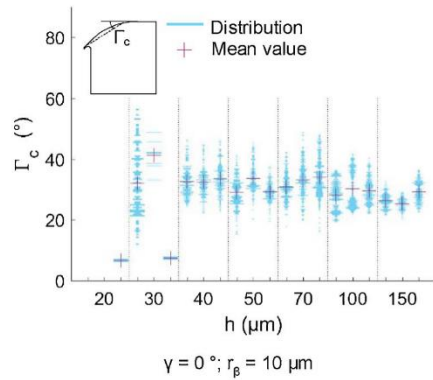 Γc
Distribution
Mean value
Γc (°)
80
60
40
20
0
20 30 40 50 70 100 150
h (µm)
γ = 0 °; rβ = 10 µm